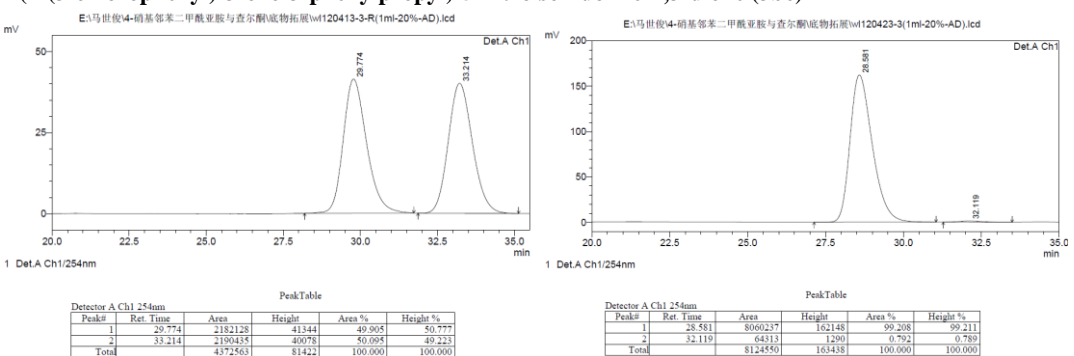 E:\马世俊\4-硝基邻苯二甲酰亚胺与查尔酮\底物拓展\wl120413-3-R(1ml-20%-AD).lcd
mV
Det.A Ch1
50
25
0
29.774
33.214
20.0 22.5 25.0 27.5 30.0 32.5 35.0
min
1 Det.A Ch1/254nm
PeakTable
Detector A Ch1 254nm
Peak# Ret. Time Area Height Area % Height %
1 29.774 2182128 41344 49.905 50.777
2 33.214 2190435 40078 50.095 49.223
Total 4372563 81422 100.000 100.000
E:\马世俊\4-硝基邻苯二甲酰亚胺与查尔酮\底物拓展\wl120423-3(1ml-20%-AD).lcd
mV
Det.A Ch1
200
150
100
50
0
28.581
32.119
20.0 22.5 25.0 27.5 30.0 32.5 35.0
min
1 Det.A Ch1/254nm
PeakTable
Detector A Ch1 254nm
Peak# Ret. Time Area Height Area % Height %
1 28.581 8060237 162148 99.208 99.211
2 32.119 64313 1290 0.792 0.789
Total 8124550 163438 100.000 100.000